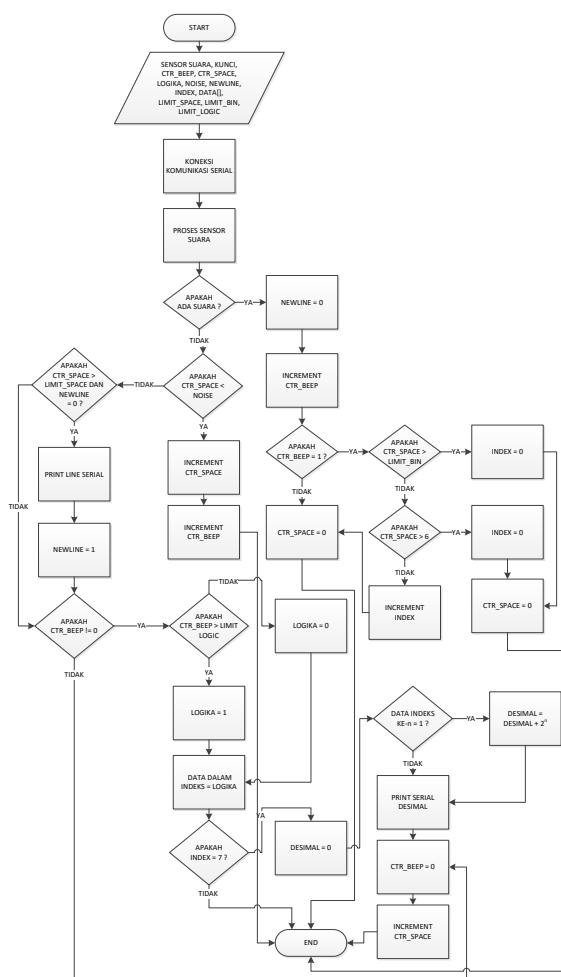 START
SENSOR SUARA, KUNCI,
CTR_BEEP, CTR_SPACE,
LOGIKA, NOISE, NEWLINE,
INDEX, DATA[],
LIMIT_SPACE, LIMIT_BIN,
LIMIT_LOGIC
KONEKSI
KOMUNIKASI SERIAL
PROSES SENSOR
SUARA
APAKAH
ADA SUARA ?
YA
NEWLINE = 0
TIDAK
APAKAH
CTR_SPACE <
NOISE
TIDAK
APAKAH
CTR_SPACE >
LIMIT_SPACE DAN
NEWLINE
= 0 ?
INCREMENT
CTR_BEEP
YA
YA
PRINT LINE SERIAL
INCREMENT
CTR_SPACE
APAKAH
CTR_BEEP = 1 ?
YA
APAKAH
CTR_SPACE >
LIMIT_BIN
YA
INDEX = 0
TIDAK
TIDAK
TIDAK
NEWLINE = 1
INCREMENT
CTR_BEEP
CTR_SPACE = 0
APAKAH
CTR_SPACE > 6
YA
INDEX = 0
TIDAK
TIDAK
INCREMENT
INDEX
CTR_SPACE = 0
APAKAH
CTR_BEEP != 0
YA
APAKAH
CTR_BEEP > LIMIT
LOGIC
LOGIKA = 0
TIDAK
YA
LOGIKA = 1
DATA INDEKS
KE-n = 1 ?
YA
DESIMAL =
DESIMAL + 2ⁿ
TIDAK
DATA DALAM
INDEKS = LOGIKA
PRINT SERIAL
DESIMAL
YA
APAKAH
INDEX = 7 ?
DESIMAL = 0
CTR_BEEP = 0
TIDAK
END
INCREMENT
CTR_SPACE